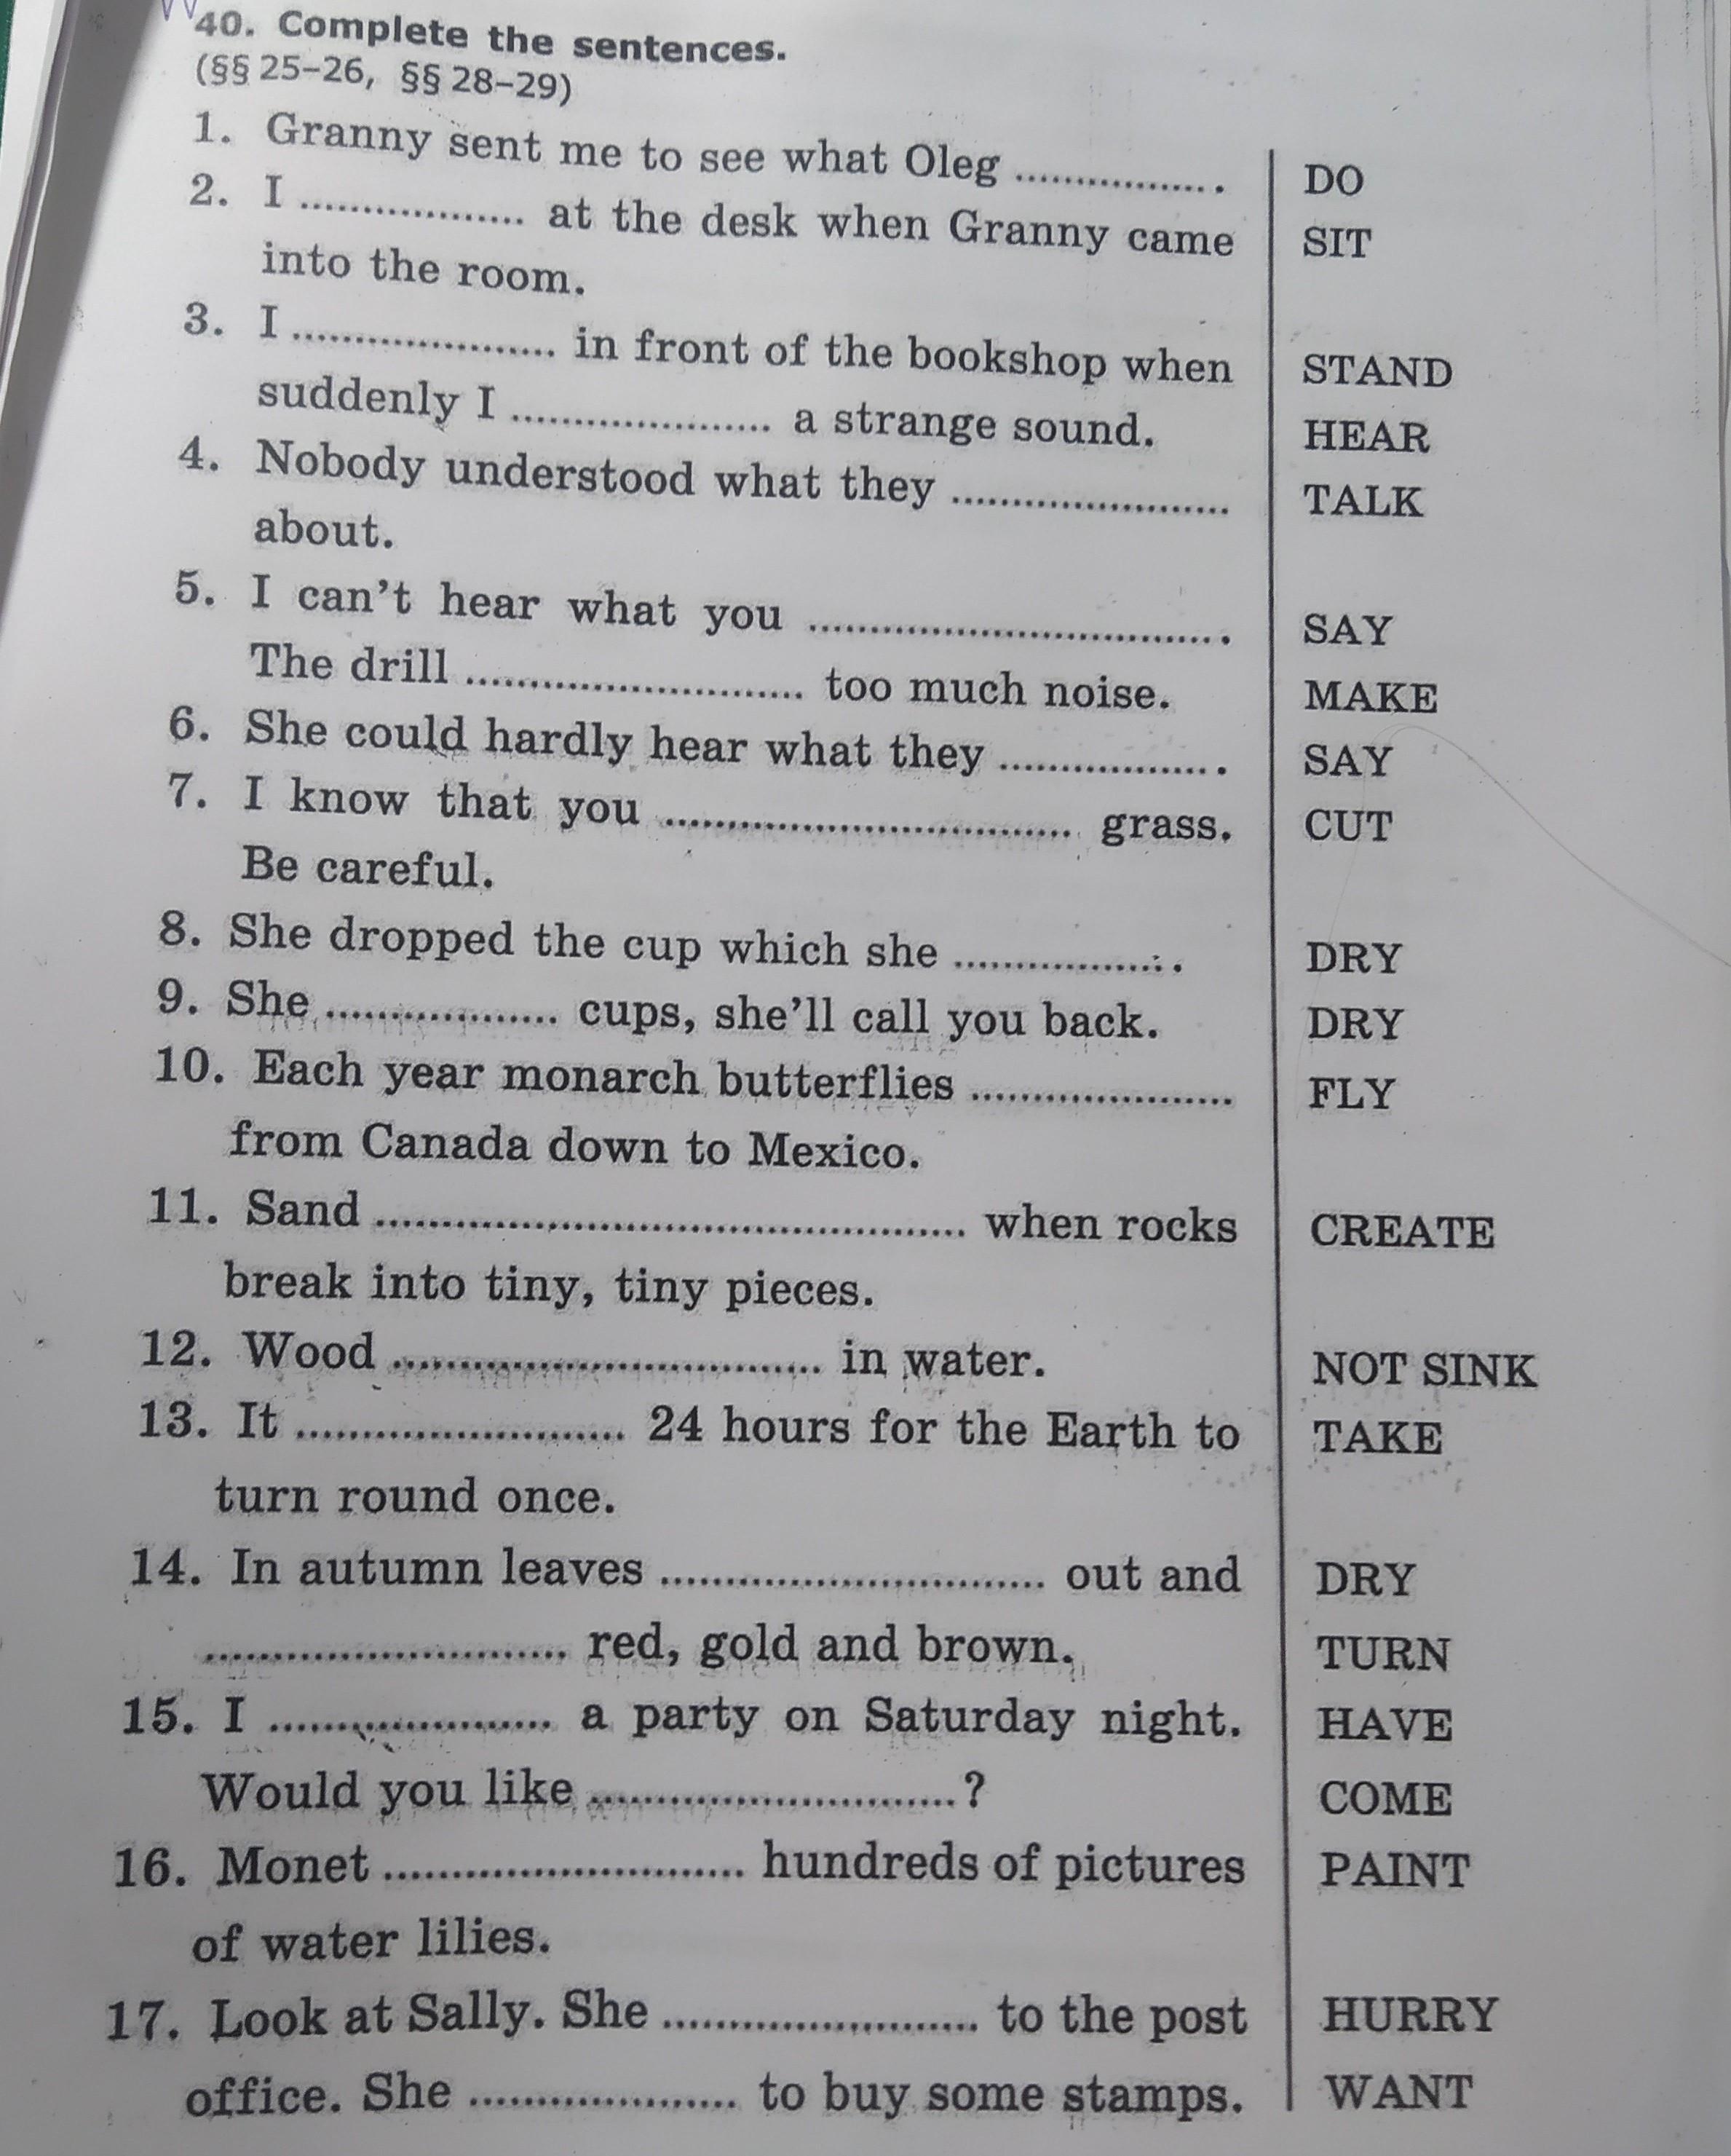 40. Complete the sentences.
(§§ 25–26, §§ 28–29)
1. Granny sent me to see what Oleg ................. DO
2. I .................. at the desk when Granny came SIT
into the room.
3. I ..................... in front of the bookshop when STAND
suddenly I ..................... a strange sound. HEAR
4. Nobody understood what they ...................... TALK
about.
5. I can't hear what you .................................. SAY
The drill ........................... too much noise. MAKE
6. She could hardly hear what they .................. SAY
7. I know that you ................................. grass. CUT
Be careful.
8. She dropped the cup which she .................. DRY
9. She ................... cups, she'll call you back. DRY
10. Each year monarch butterflies ..................... FLY
from Canada down to Mexico.
11. Sand ................................................ when rocks CREATE
break into tiny, tiny pieces.
12. Wood ................................... in water. NOT SINK
13. It ........................... 24 hours for the Earth to TAKE
turn round once.
14. In autumn leaves ............................... out and DRY
............................. red, gold and brown. TURN
15. I ....................... a party on Saturday night. HAVE
Would you like .............................? COME
16. Monet ............................. hundreds of pictures PAINT
of water lilies.
17. Look at Sally. She ......................... to the post HURRY
office. She ...................... to buy some stamps. WANT